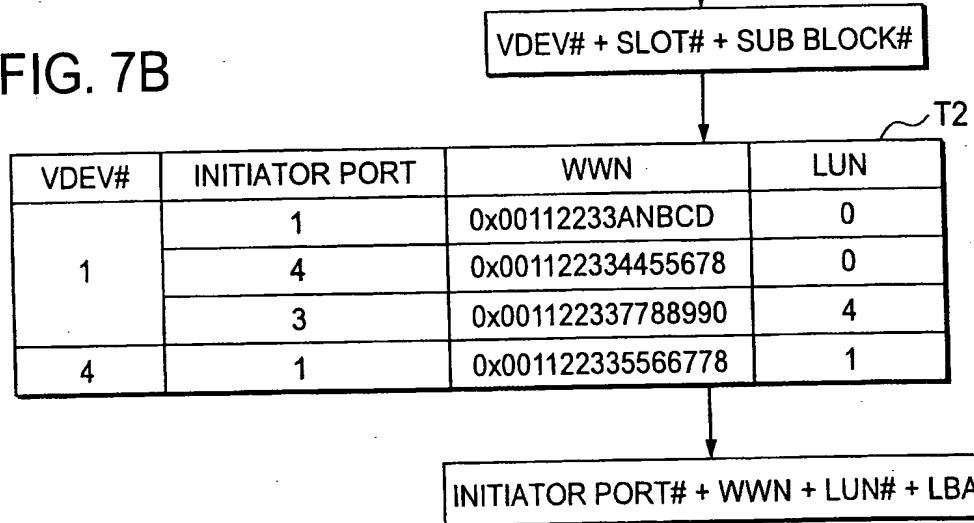 VDEV# + SLOT# + SUB BLOCK#
FIG. 7B
T2
VDEV# INITIATOR PORT WWN LUN
1 1 0x00112233ANBCD 0
4 0x001122334455678 0
3 0x001122337788990 4
4 1 0x001122335566778 1
INITIATOR PORT# + WWN + LUN# + LBA